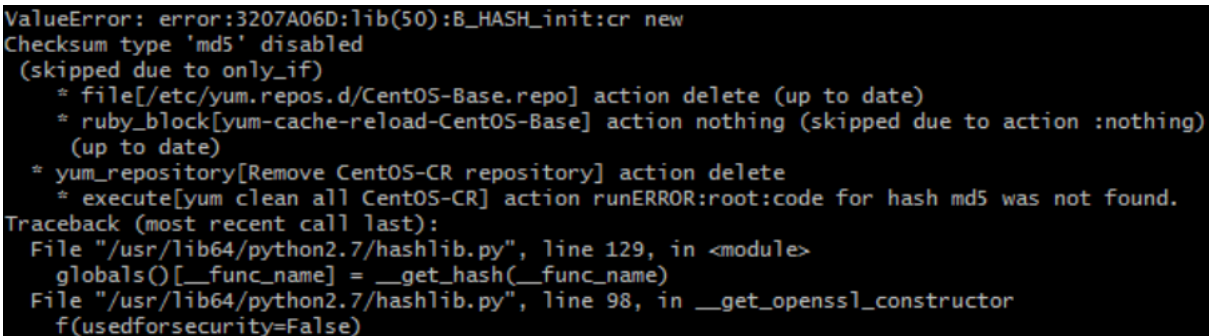 ValueError: error:3207A06D:lib(50):B_HASH_init:cr new
Checksum type 'md5' disabled
(skipped due to only_if)
* file[/etc/yum.repos.d/CentOS-Base.repo] action delete (up to date)
* ruby_block[yum-cache-reload-CentOS-Base] action nothing (skipped due to action :nothing)
(up to date)
* yum_repository[Remove CentOS-CR repository] action delete
* execute[yum clean all CentOS-CR] action runERROR:root:code for hash md5 was not found.
Traceback (most recent call last):
File "/usr/lib64/python2.7/hashlib.py", line 129, in <module>
globals()[__func_name] = __get_hash(__func_name)
File "/usr/lib64/python2.7/hashlib.py", line 98, in __get_openssl_constructor
f(usedforsecurity=False)